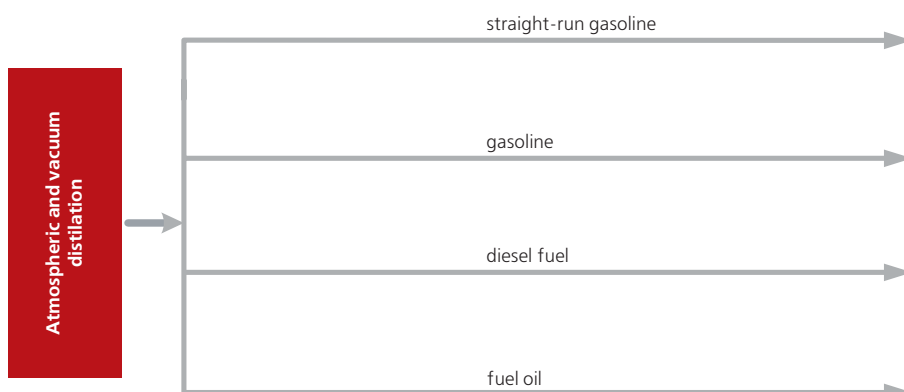 straight-run gasoline
gasoline
Atmospheric and vacuum
distilation
diesel fuel
fuel oil